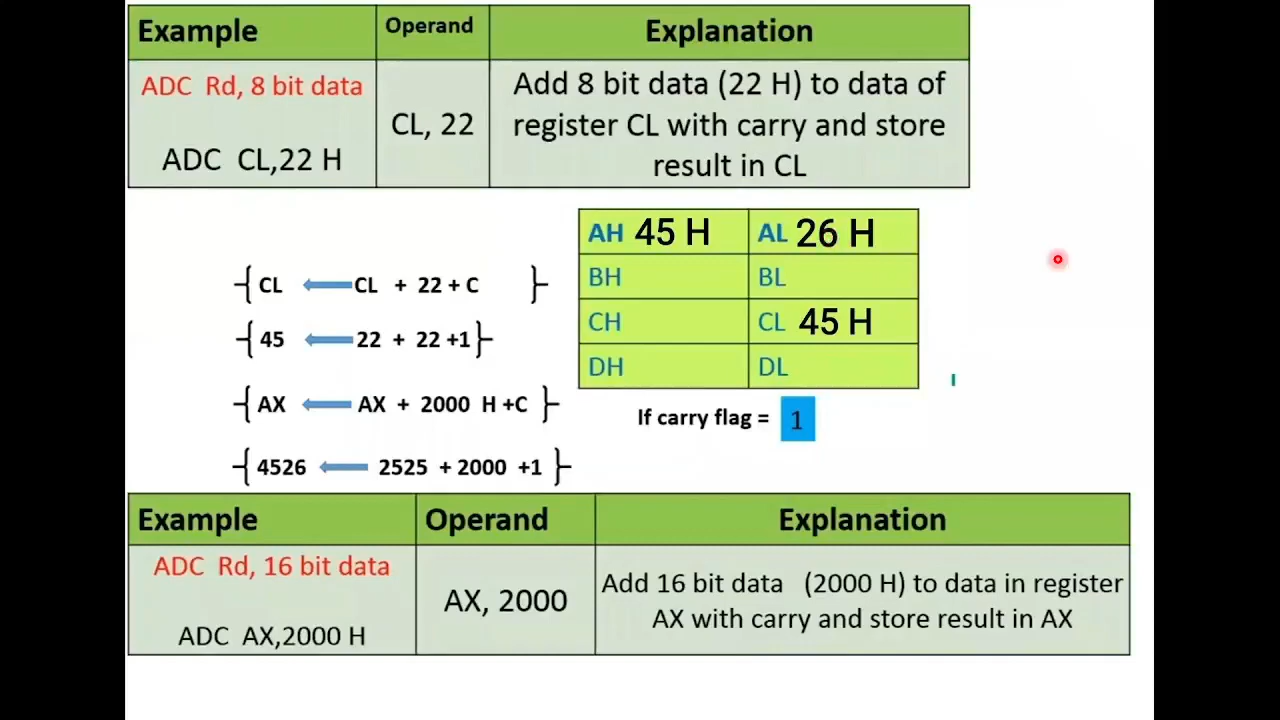 Example Operand Explanation
ADC Rd, 8 bit data
ADC CL,22 H
CL, 22
Add 8 bit data (22 H) to data of
register CL with carry and store
result in CL
AH 45 H AL 26 H
BH BL
CH CL 45 H
DH DL
{ CL CL + 22 + C }
{ 45 22 + 22 +1 }
{ AX AX + 2000 H +C }
{ 4526 2525 + 2000 +1 }
If carry flag = 1
Example Operand Explanation
ADC Rd, 16 bit data
ADC AX,2000 H
AX, 2000
Add 16 bit data (2000 H) to data in register
AX with carry and store result in AX